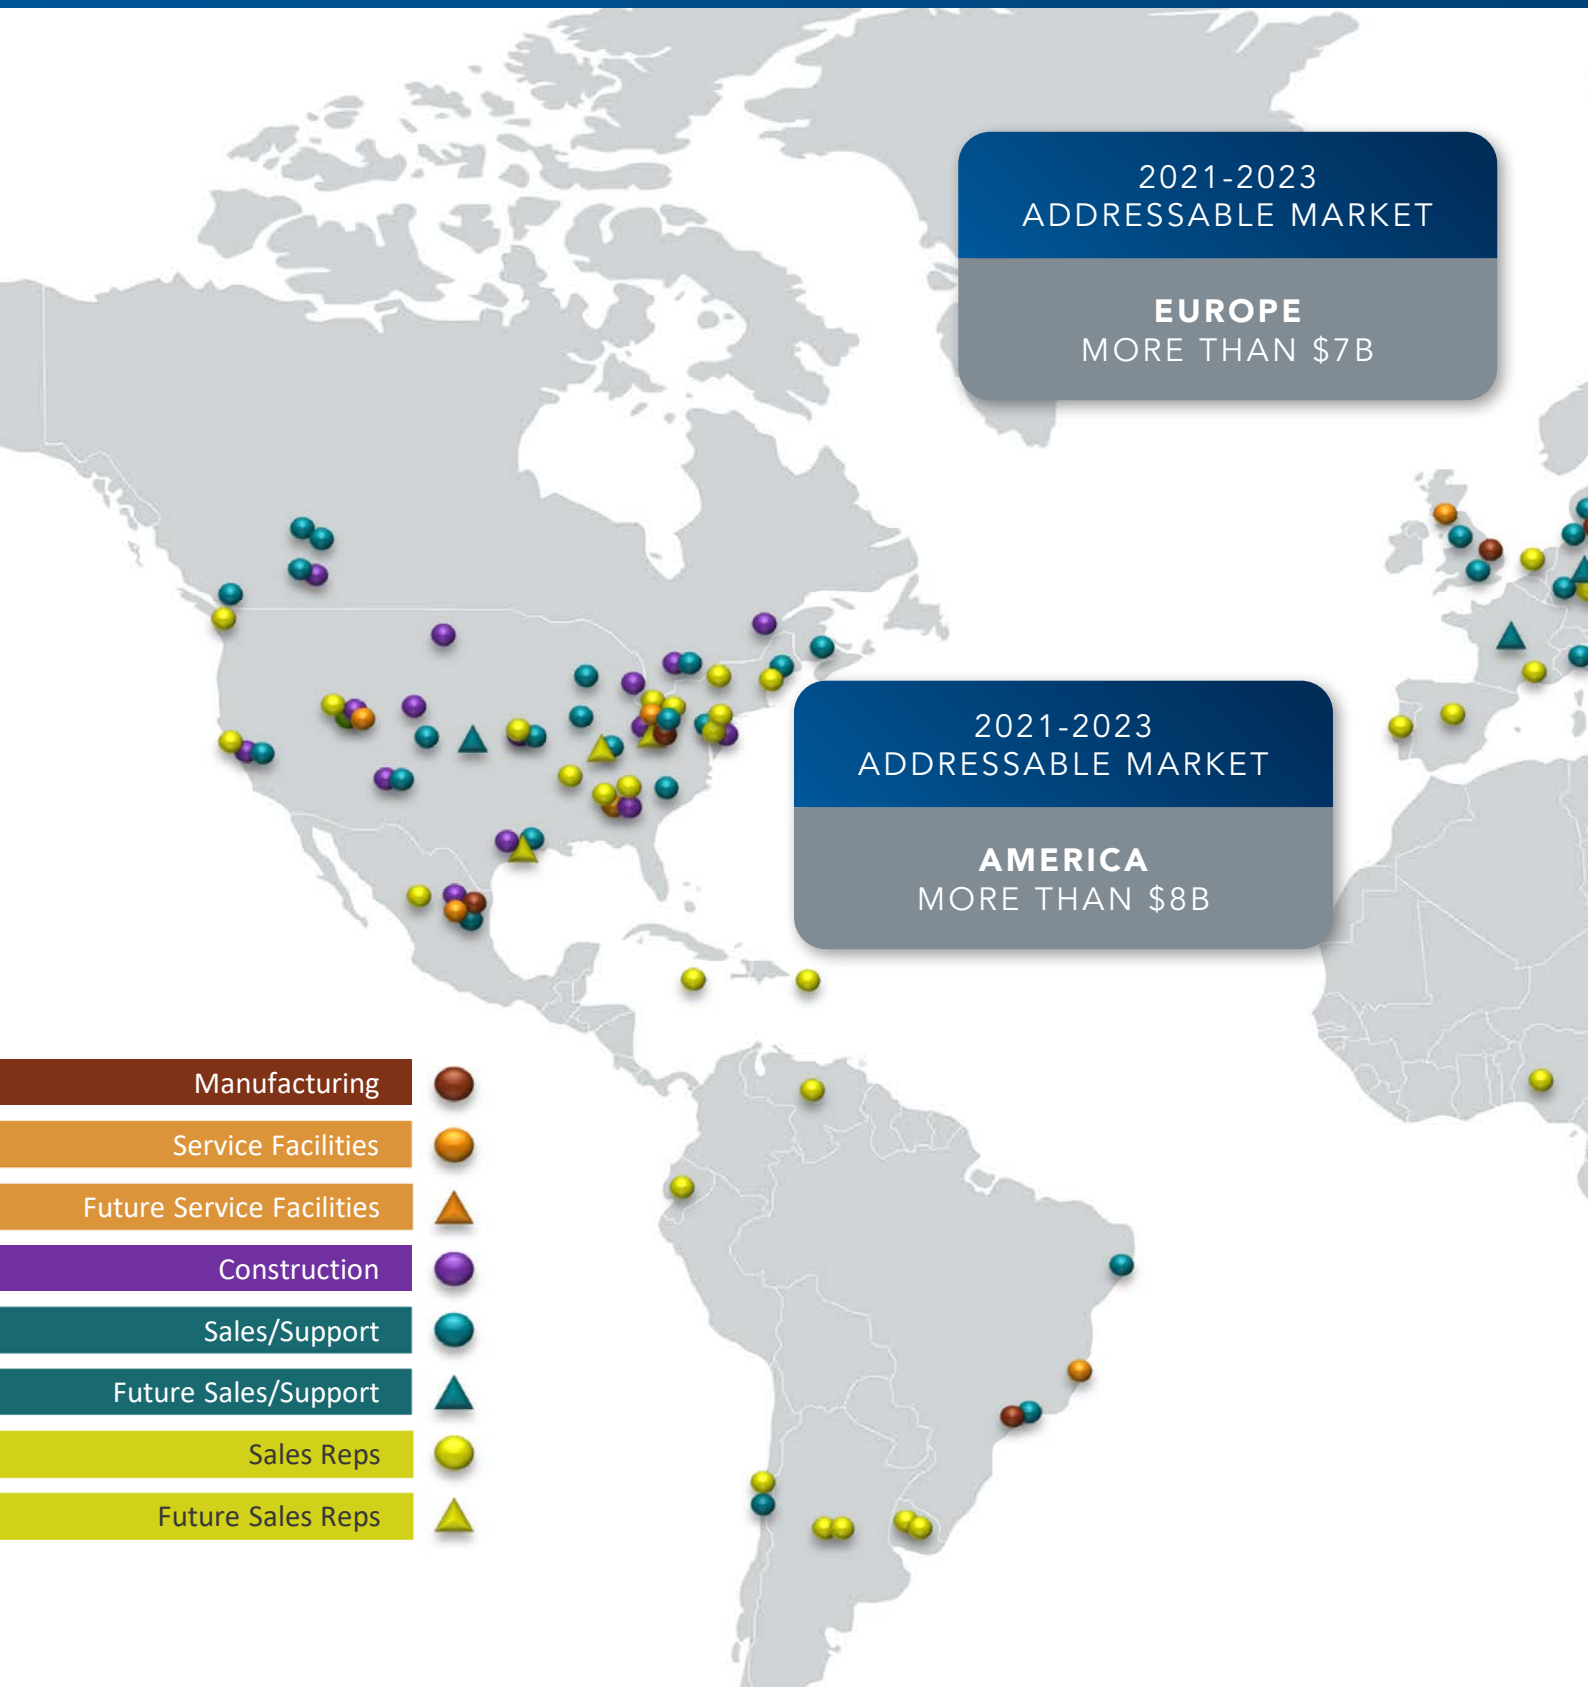 2021-2023
ADDRESSABLE MARKET
EUROPE
MORE THAN $7B
2021-2023
ADDRESSABLE MARKET
AMERICA
MORE THAN $8B
Manufacturing
Service Facilities
Future Service Facilities
Construction
Sales/Support
Future Sales/Support
Sales Reps
Future Sales Reps